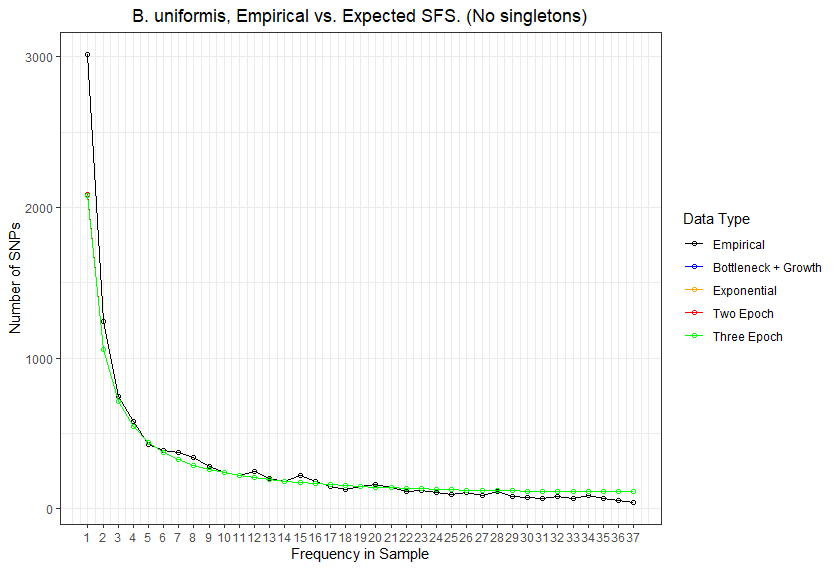 B. uniformis, Empirical vs. Expected SFS. (No singletons)
3000
2000
1000
0
Number of SNPs
1 2 3 4 5 6 7 8 9 10 11 12 13 14 15 16 17 18 19 20 21 22 23 24 25 26 27 28 29 30 31 32 33 34 35 36 37
Frequency in Sample
Data Type
Empirical
Bottleneck + Growth
Exponential
Two Epoch
Three Epoch